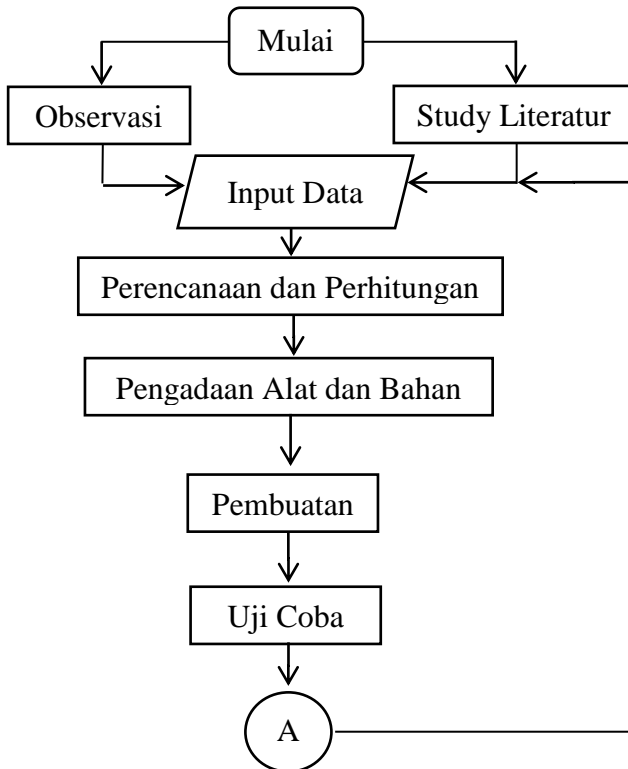 Mulai
Observasi
Study Literatur
Input Data
Perencanaan dan Perhitungan
Pengadaan Alat dan Bahan
Pembuatan
Uji Coba
A